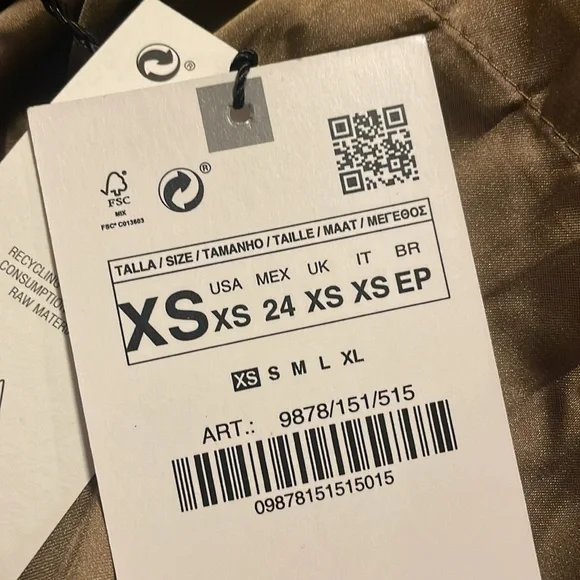 ®
®
FSC
MIX
FSC® C013603
TALLA / SIZE / TAMANHO / TAILLE / MAAT / ΜΕΓΕΘΟΣ
USA MEX UK IT BR
XS XS 24 XS XS EP
XS S M L XL
ART.: 9878/151/515
09878151515015
RECYCLING
CONSUMPTIO
RAW MATER